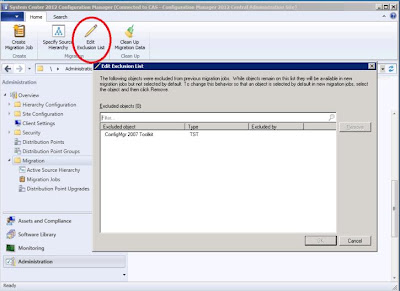 System Center 2012 Configuration Manager (Connected to CAS - Configuration Manager 2012 Central Administration Site)
Home Search
Create Migration Job
Specify Source Hierarchy
Edit Exclusion List
Clean Up Migration Data
Create Migration Clean Up
\ Administration
Administration
Overview
Hierarchy Configuration
Site Configuration
Client Settings
Security
Distribution Points
Distribution Point Groups
Migration
Active Source Hierarchy
Migration Jobs
Distribution Point Upgrades
Assets and Compliance
Software Library
Monitoring
Administration
Ready
Edit Exclusion List
The following objects were excluded from previous migration jobs. While objects remain on this list they will be available in new
migration jobs but not selected by default. To change this behavior so that an object is selected by default in new migration jobs, select
the object and then click Remove.
Excluded objects (0)
Filter...
Excluded object Type Excluded by
ConfigMgr 2007 Toolkit TST
Remove
OK Cancel